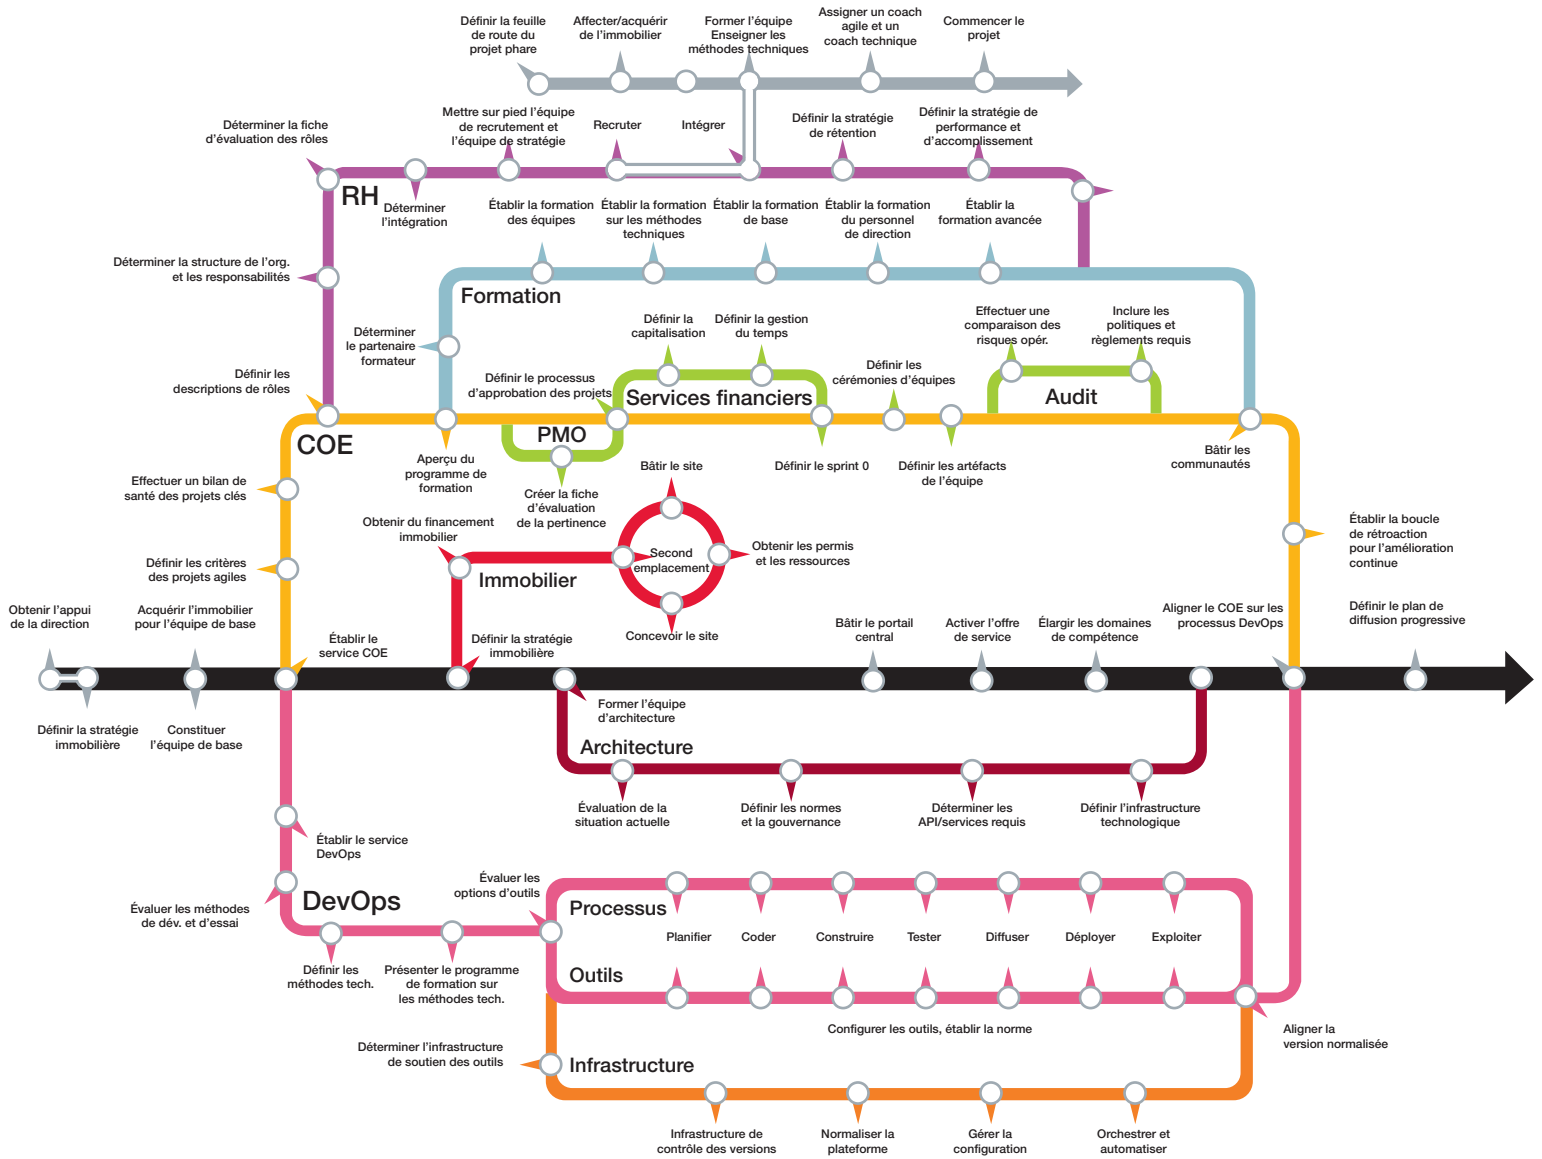 Définir la feuille
de route du
projet phare
Affecter/acquérir
de l’immobilier
Former l’équipe
Enseigner les
méthodes techniques
Assigner un coach
agile et un
coach technique
Commencer le
projet
Déterminer la fiche
d’évaluation des rôles
Mettre sur pied l’équipe
de recrutement et
l’équipe de stratégie
Recruter
Intégrer
Définir la stratégie
de rétention
Définir la stratégie de
performance et
d’accomplissement
RH
Déterminer
l’intégration
Établir la formation
des équipes
Établir la formation
sur les méthodes
techniques
Établir la formation
de base
Établir la formation
du personnel
de direction
Établir la
formation avancée
Déterminer la structure de l’org.
et les responsabilités
Formation
Déterminer
le partenaire
formateur
Définir la
capitalisation
Définir la gestion
du temps
Effectuer une
comparaison des
risques opér.
Inclure les
politiques et
règlements requis
Définir les
descriptions de rôles
Définir le processus
d’approbation des projets
Définir les
cérémonies d’équipes
Services financiers
Audit
COE
PMO
Aperçu du
programme de
formation
Créer la fiche
d’évaluation
de la pertinence
Bâtir le site
Définir le sprint 0
Définir les artéfacts
de l’équipe
Bâtir les
communautés
Effectuer un bilan de
santé des projets clés
Obtenir du financement
immobilier
Second
emplacement
Obtenir les permis
et les ressources
Établir la boucle
de rétroaction
pour l’amélioration
continue
Définir les critères
des projets agiles
Immobilier
Concevoir le site
Obtenir l’appui
de la direction
Acquérir l’immobilier
pour l’équipe de base
Établir le
service COE
Définir la stratégie
immobilière
Bâtir le portail
central
Activer l’offre
de service
Élargir les domaines
de compétence
Aligner le COE sur les
processus DevOps
Définir le plan de
diffusion progressive
Définir la stratégie
immobilière
Constituer
l’équipe de base
Former l’équipe
d’architecture
Architecture
Évaluation de la
situation actuelle
Définir les normes
et la gouvernance
Déterminer les
API/services requis
Définir l’infrastructure
technologique
Établir le service
DevOps
Évaluer les méthodes
de dév. et d’essai
DevOps
Évaluer les
options d’outils
Définir les
méthodes tech.
Présenter le programme
de formation sur
les méthodes tech.
Processus
Planifier
Coder
Construire
Tester
Diffuser
Déployer
Exploiter
Outils
Configurer les outils, établir la norme
Aligner la
version normalisée
Déterminer l’infrastructure
de soutien des outils
Infrastructure
Infrastructure de
contrôle des versions
Normaliser la
plateforme
Gérer la
configuration
Orchestrer et
automatiser